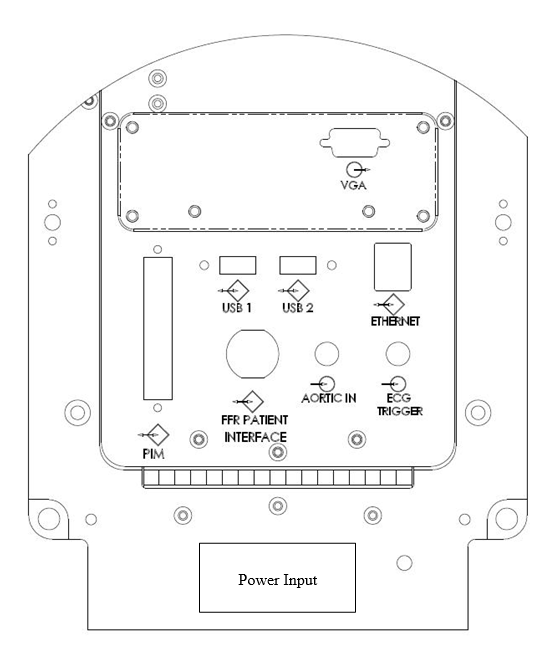 VGA
USB 1
USB 2
ETHERNET
AORTIC IN
ECG
TRIGGER
FFR PATIENT
INTERFACE
PIM
Power Input